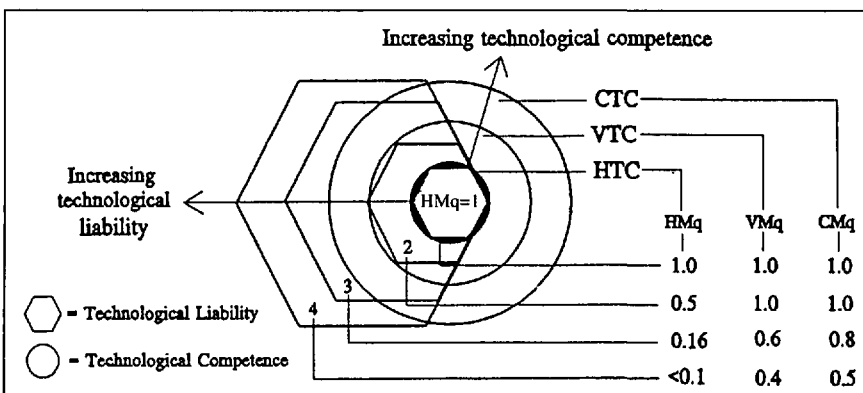 Increasing technological competence
CTC
VTC
HTC
Increasing
technological
liability
HMq=1
HMq VMq CMq
2
1.0 1.0 1.0
3
0.5 1.0 1.0
4
= Technological Liability
0.16 0.6 0.8
= Technological Competence
<0.1 0.4 0.5